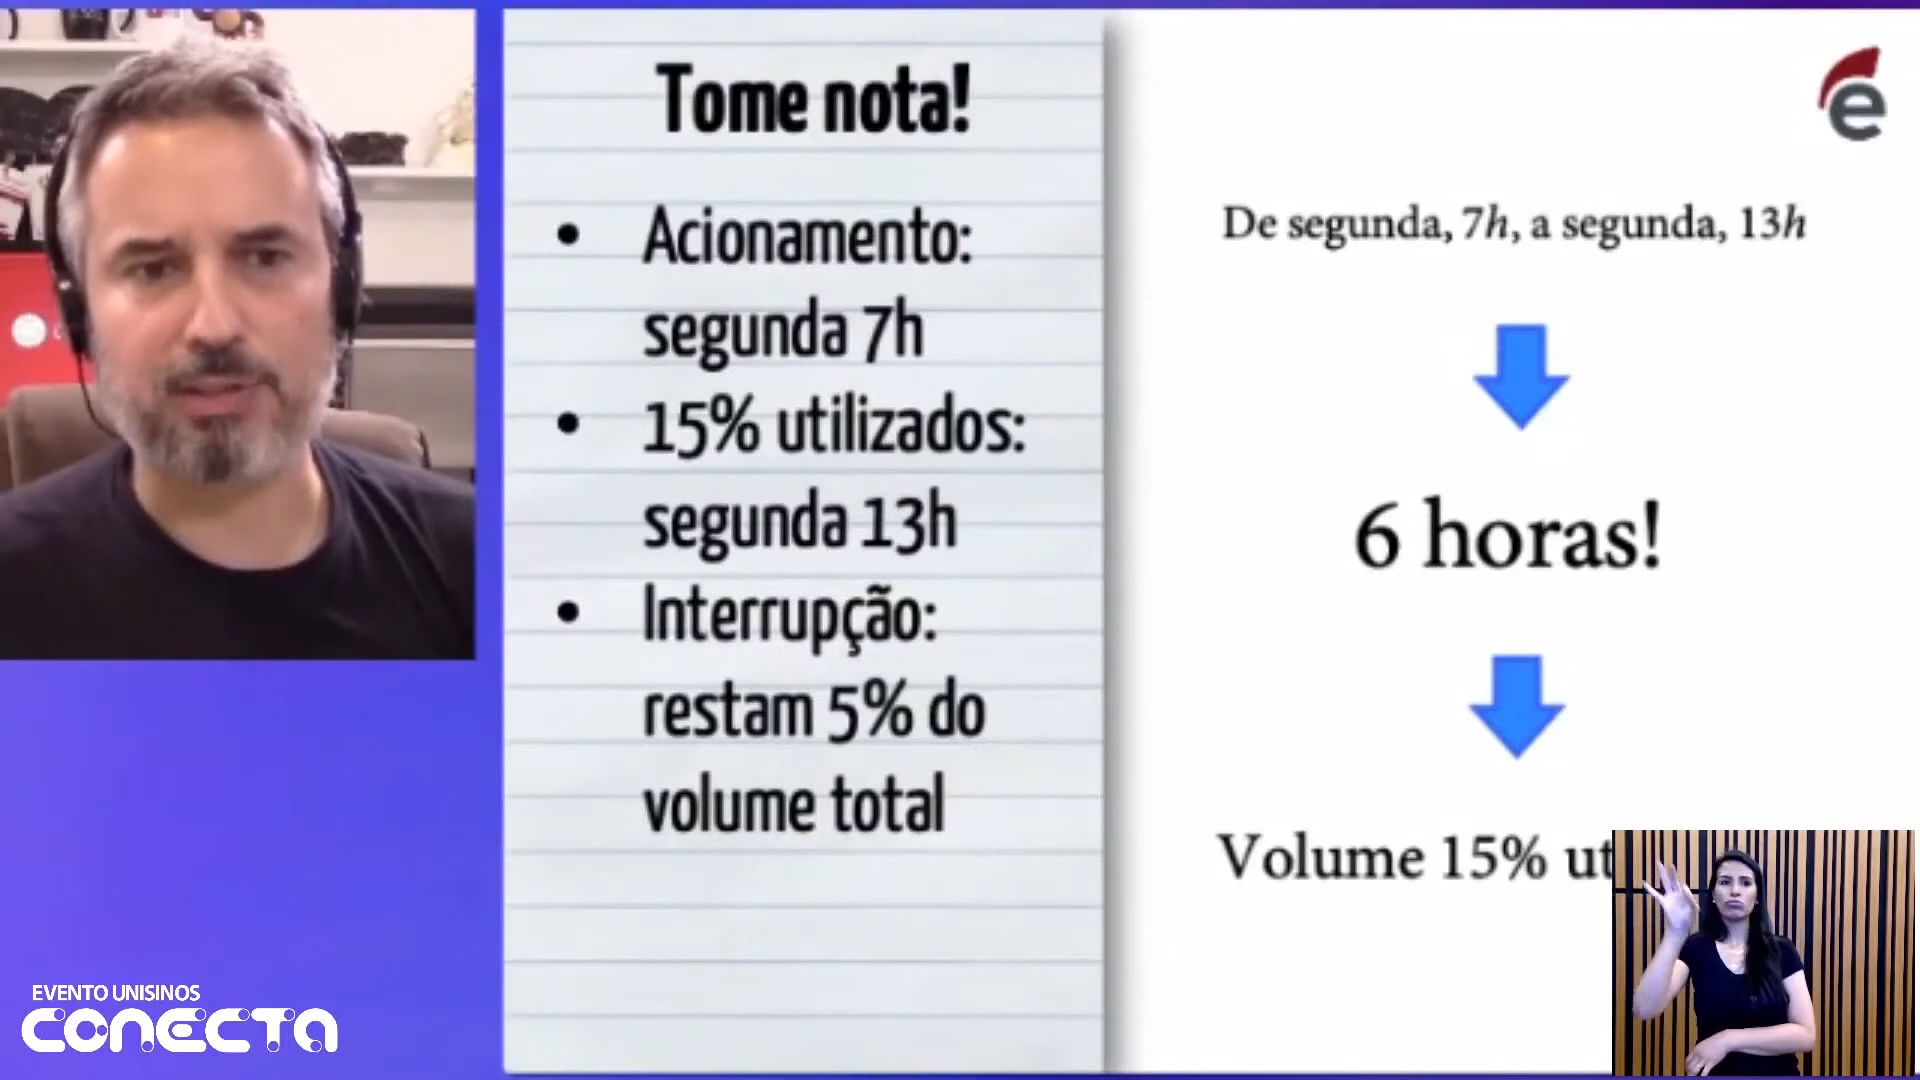 Tome nota!
• Acionamento:
segunda 7h
• 15% utilizados:
segunda 13h
• Interrupção:
restam 5% do
volume total
e
De segunda, 7h, a segunda, 13h
6 horas!
Volume 15%
EVENTO UNISINOS
CONECTA